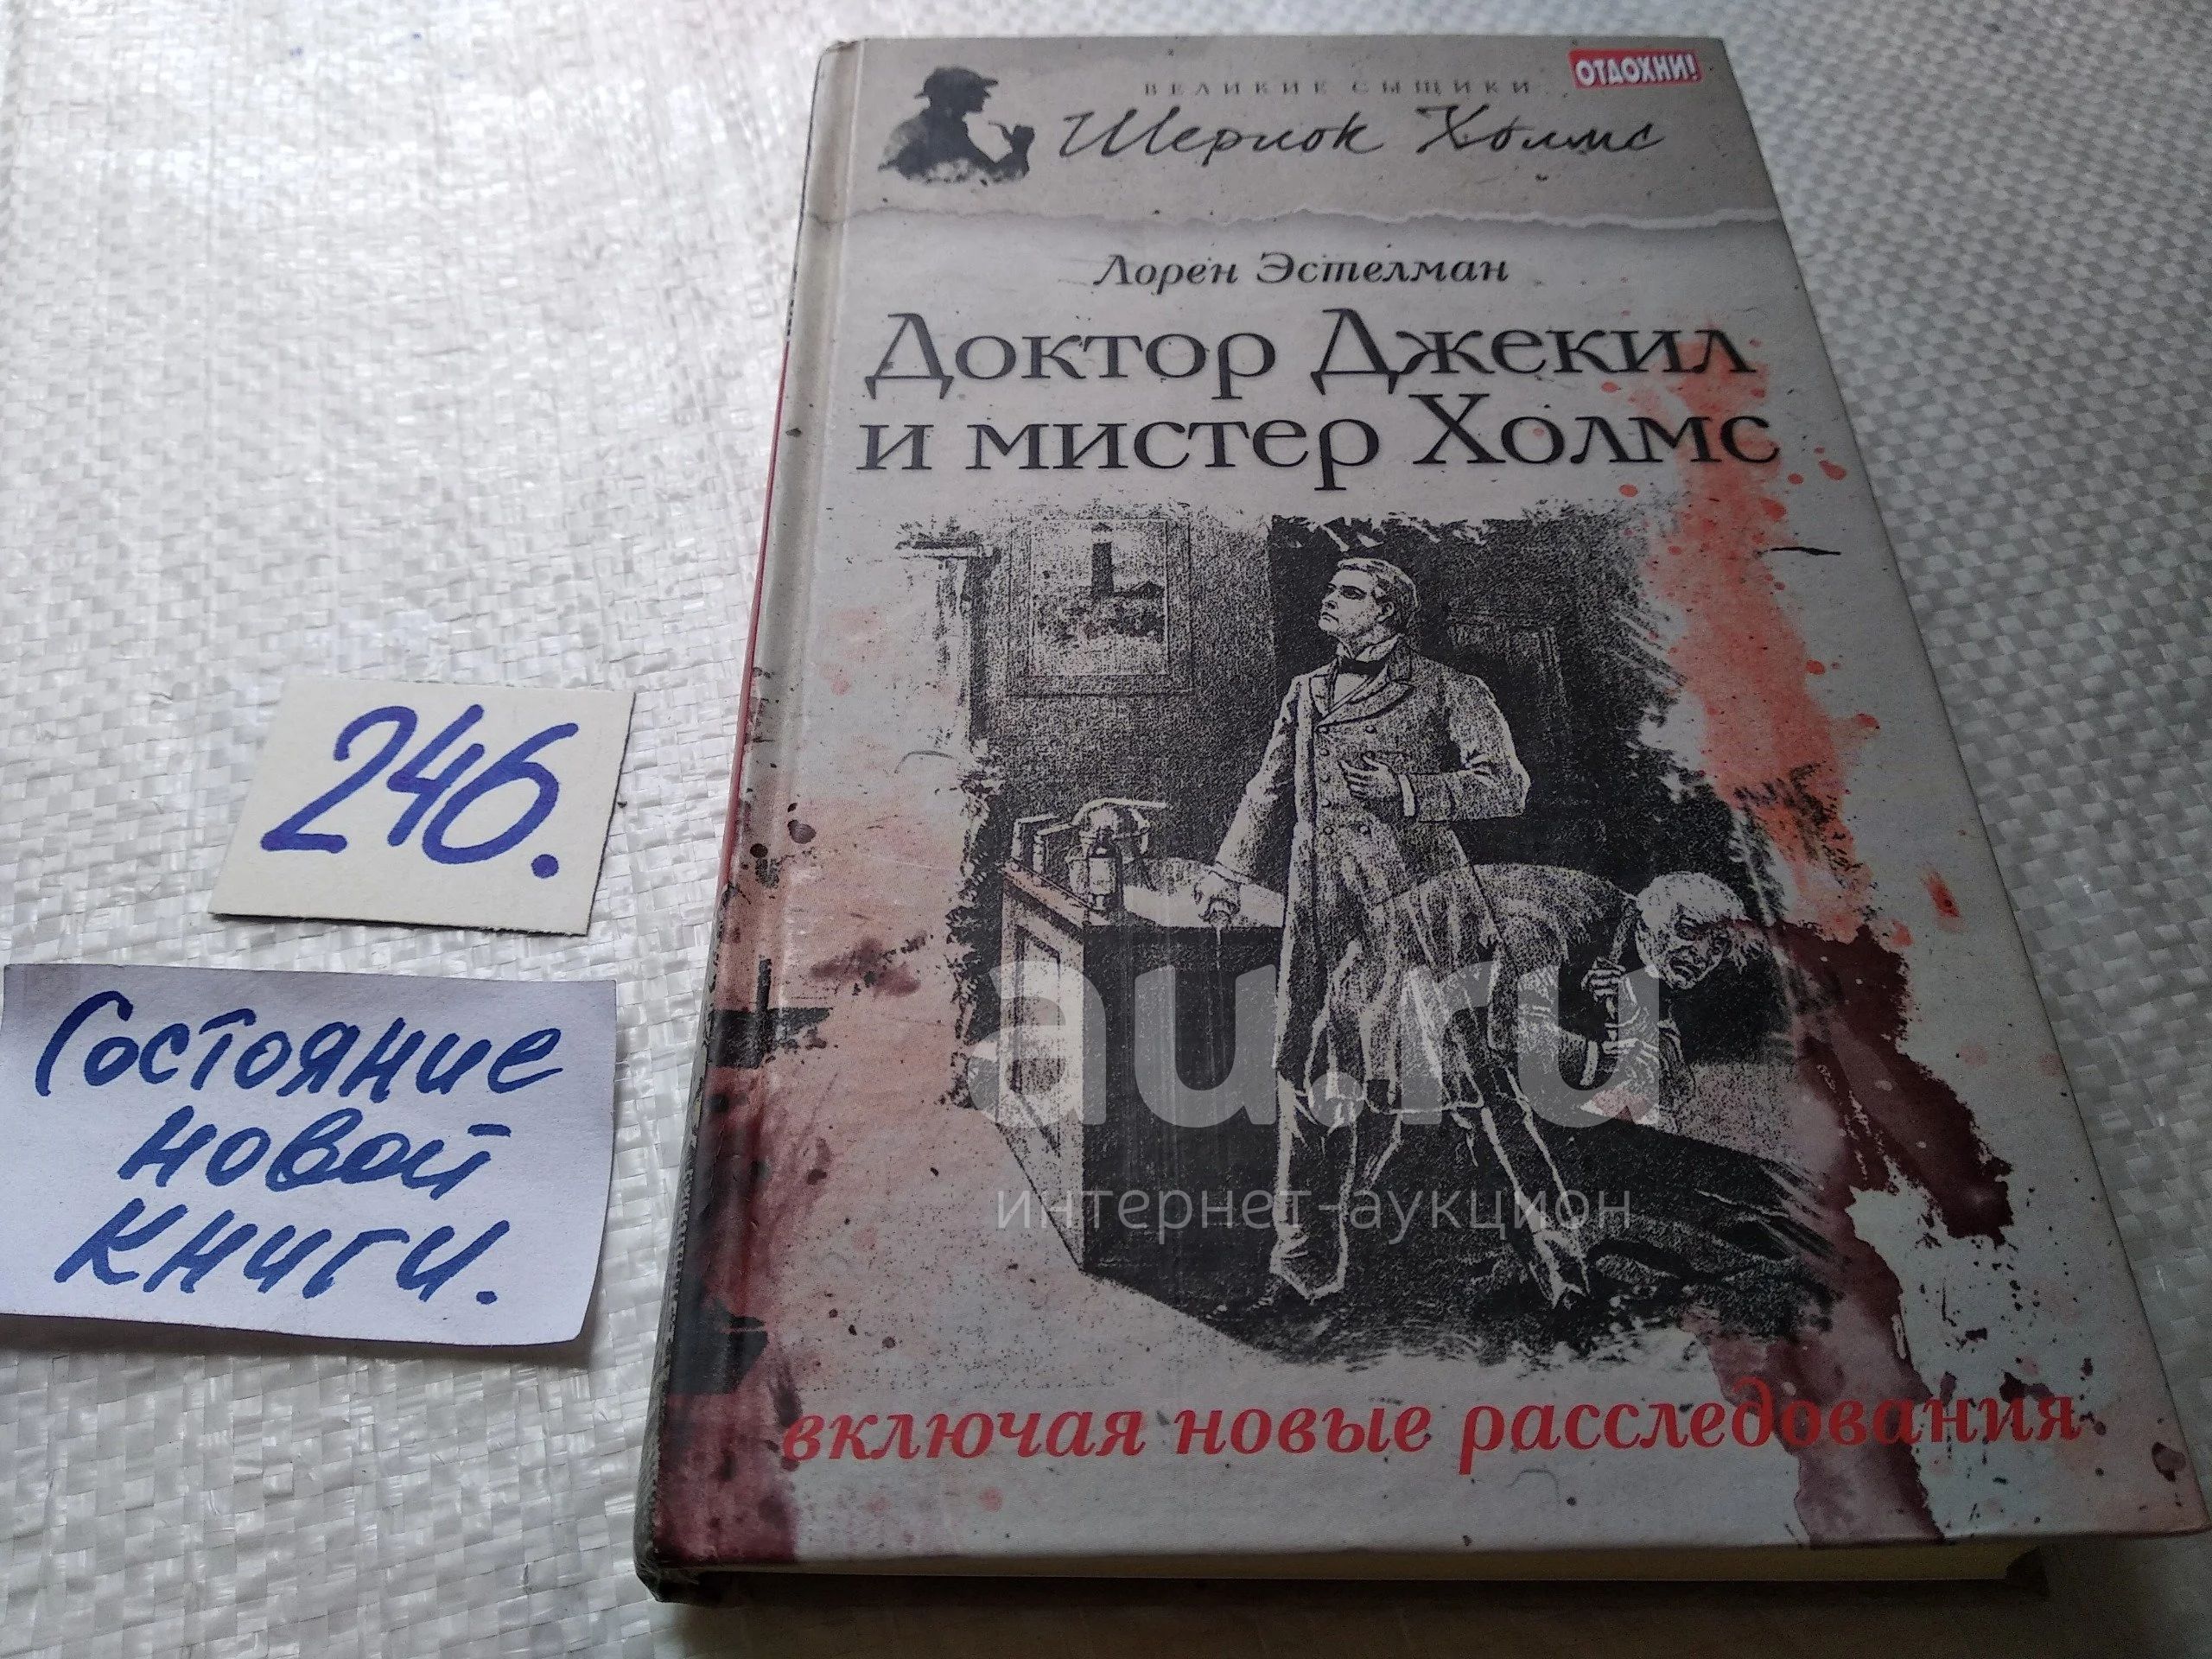 ОТДОХНИ!
ВЕЛИКИЕ СЫЩИКИ
Шерлок Холмс
Лорен Эстелман
Доктор Джекил
и мистер Холмс
246.
Состояние
новой
книги.
au.ru
интернет-аукцион
включая новые расследования